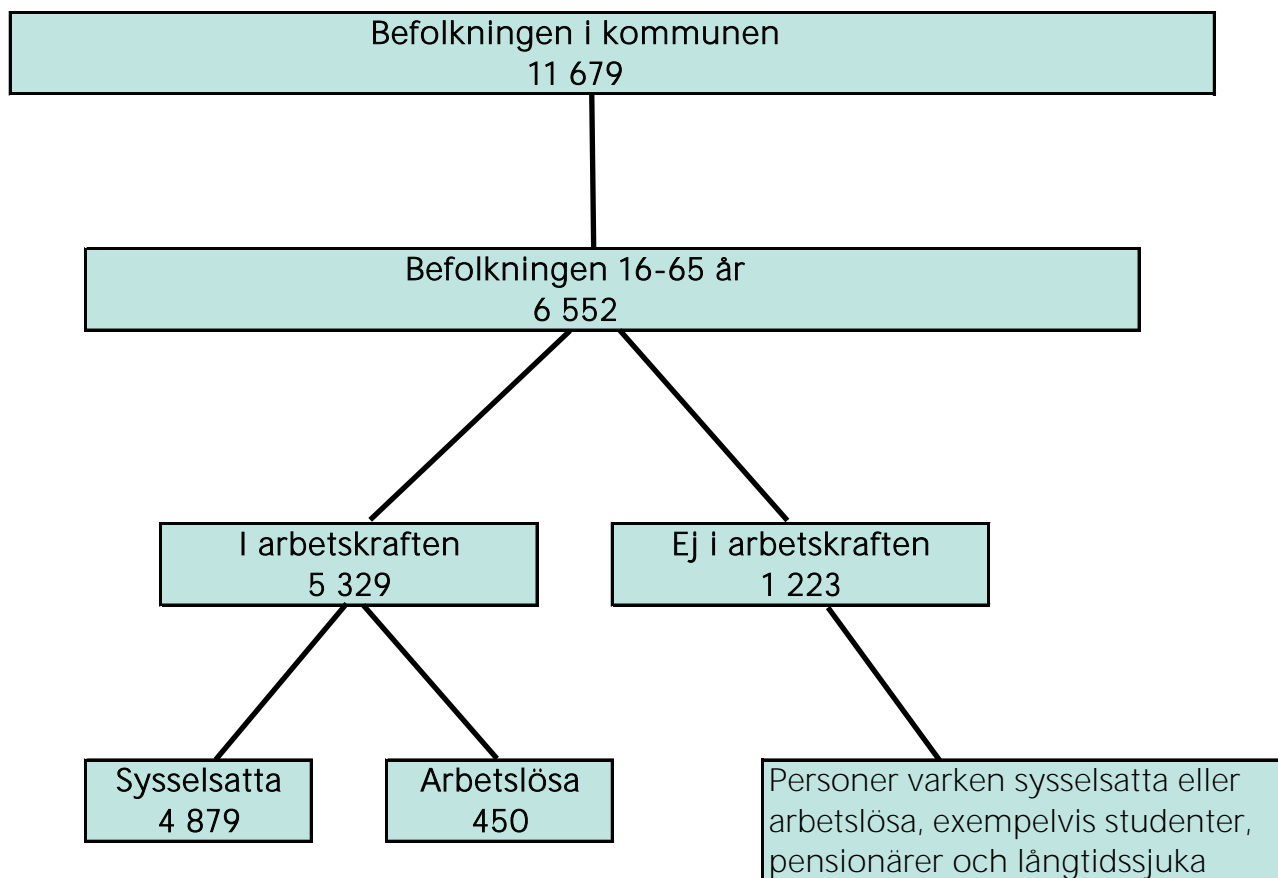 Befolkningen i kommunen
11 679
Befolkningen 16-65 år
6 552
I arbetskraften
5 329
Ej i arbetskraften
1 223
Sysselsatta
4 879
Arbetslösa
450
Personer varken sysselsatta eller
arbetslösa, exempelvis studenter,
pensionärer och långtidssjuka